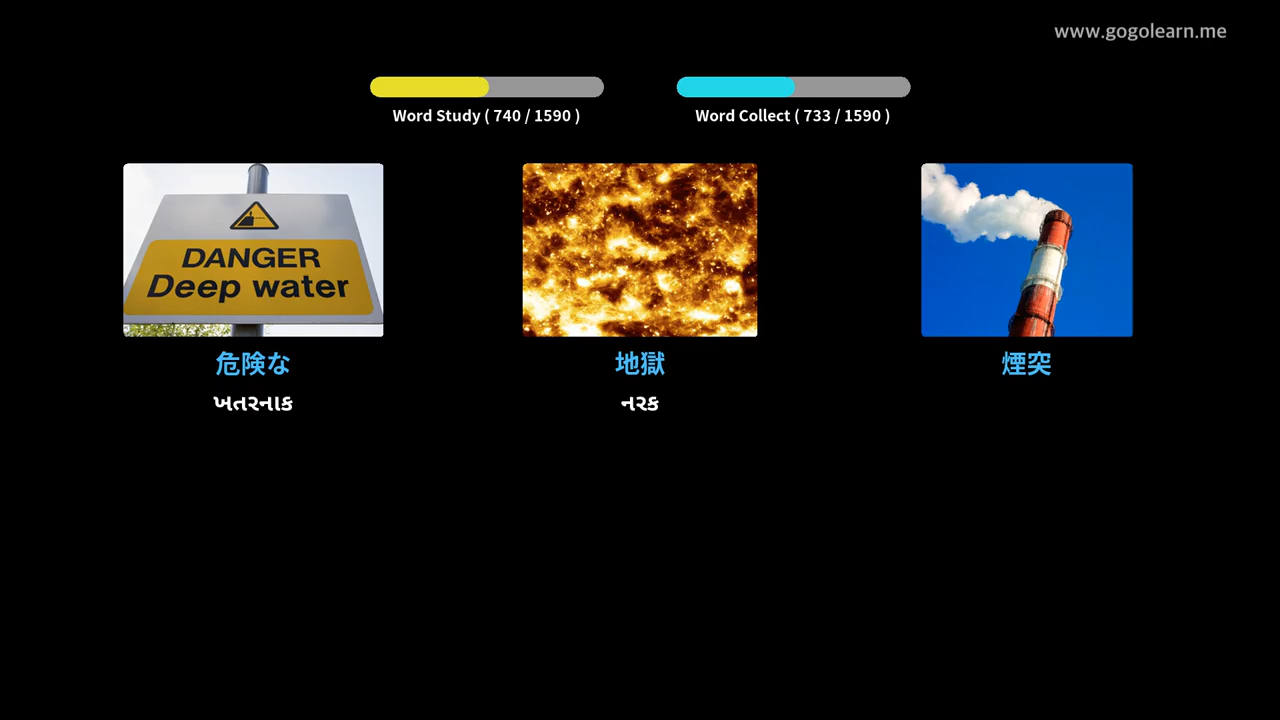 www.gogolearn.me
Word Study ( 740 / 1590 )
Word Collect ( 733 / 1590 )
DANGER
Deep water
危険な
地獄
煙突
ખતરનાક
નરક